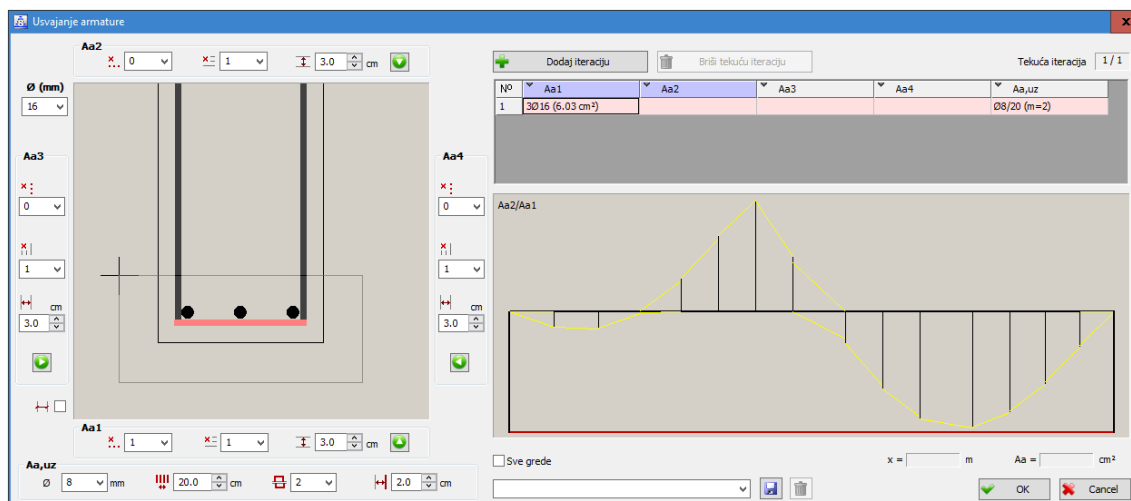 Usvajanje armature
x
Aa2
0
1
3.0 cm
Ø (mm)
16
Aa3
0
1
cm
3.0
Aa4
0
1
cm
3.0
Aa1
1
1
3.0 cm
Aa,uz
Ø 8 mm
20.0 cm
2
2.0 cm
Dodaj iteraciju
Briši tekuću iteraciju
Tekuća iteracija 1 / 1
Nº Aa1 Aa2 Aa3 Aa4 Aa,uz
1 3Ø16 (6.03 cm²) Ø8/20 (m=2)
Aa2/Aa1
Sve grede
x = m
Aa = cm²
OK
Cancel